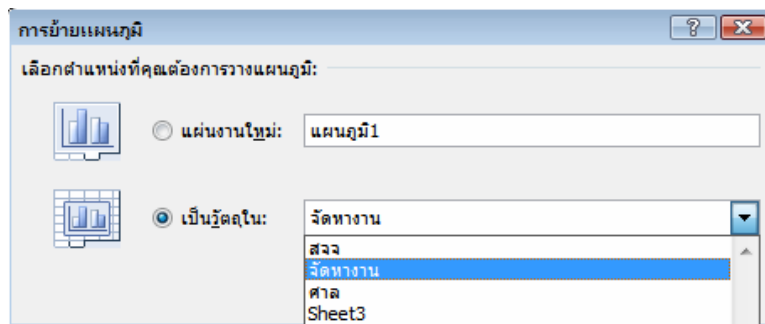 การย้ายแผนภูมิ
เลือกตำแหน่งที่คุณต้องการวางแผนภูมิ:
แผ่นงานใหม่: แผนภูมิ1
เป็นวัตถุใน: จัดหางาน
สจจ
จัดหางาน
ศาล
Sheet3